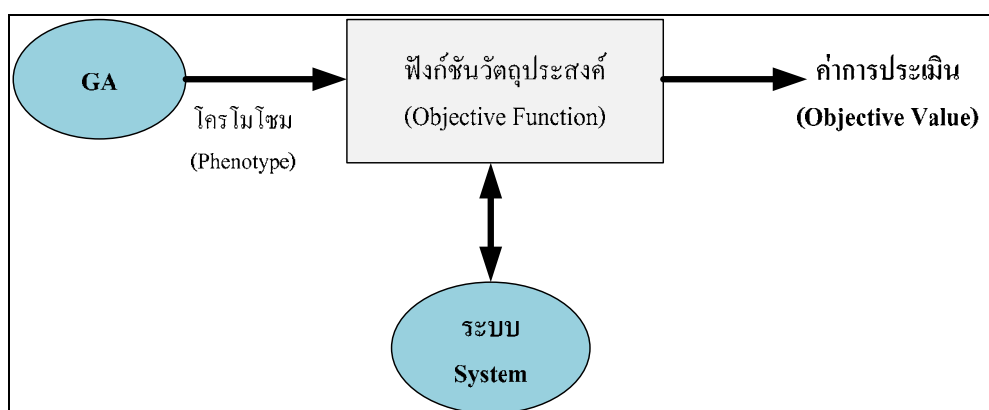 GA
โครโมโซม
(Phenotype)
ฟังก์ชันวัตถุประสงค์
(Objective Function)
ค่าการประเมิน
(Objective Value)
ระบบ
System